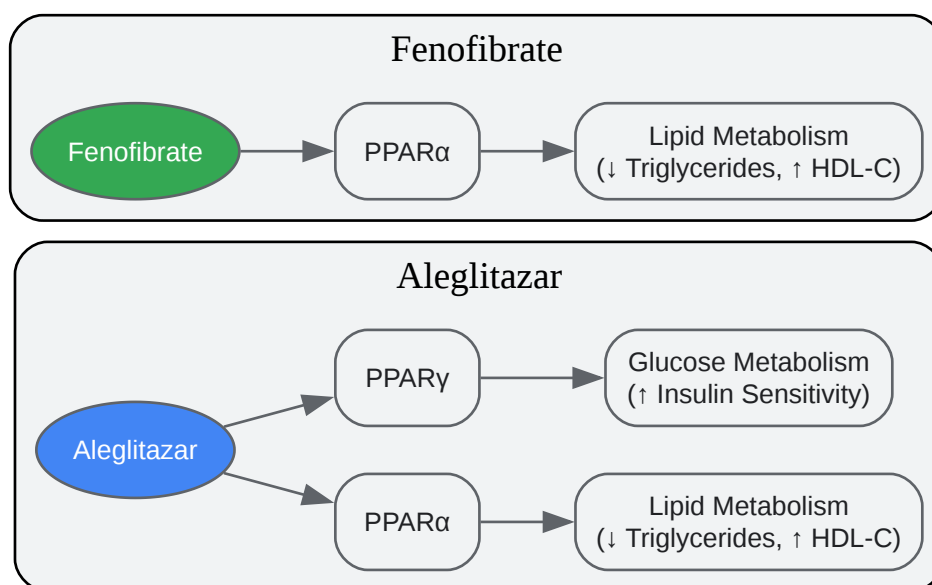 Fenofibrate
Fenofibrate
PPARα
Lipid Metabolism
(↓ Triglycerides, ↑ HDL-C)
Aleglitazar
Aleglitazar
PPARγ
Glucose Metabolism
(↑ Insulin Sensitivity)
PPARα
Lipid Metabolism
(↓ Triglycerides, ↑ HDL-C)